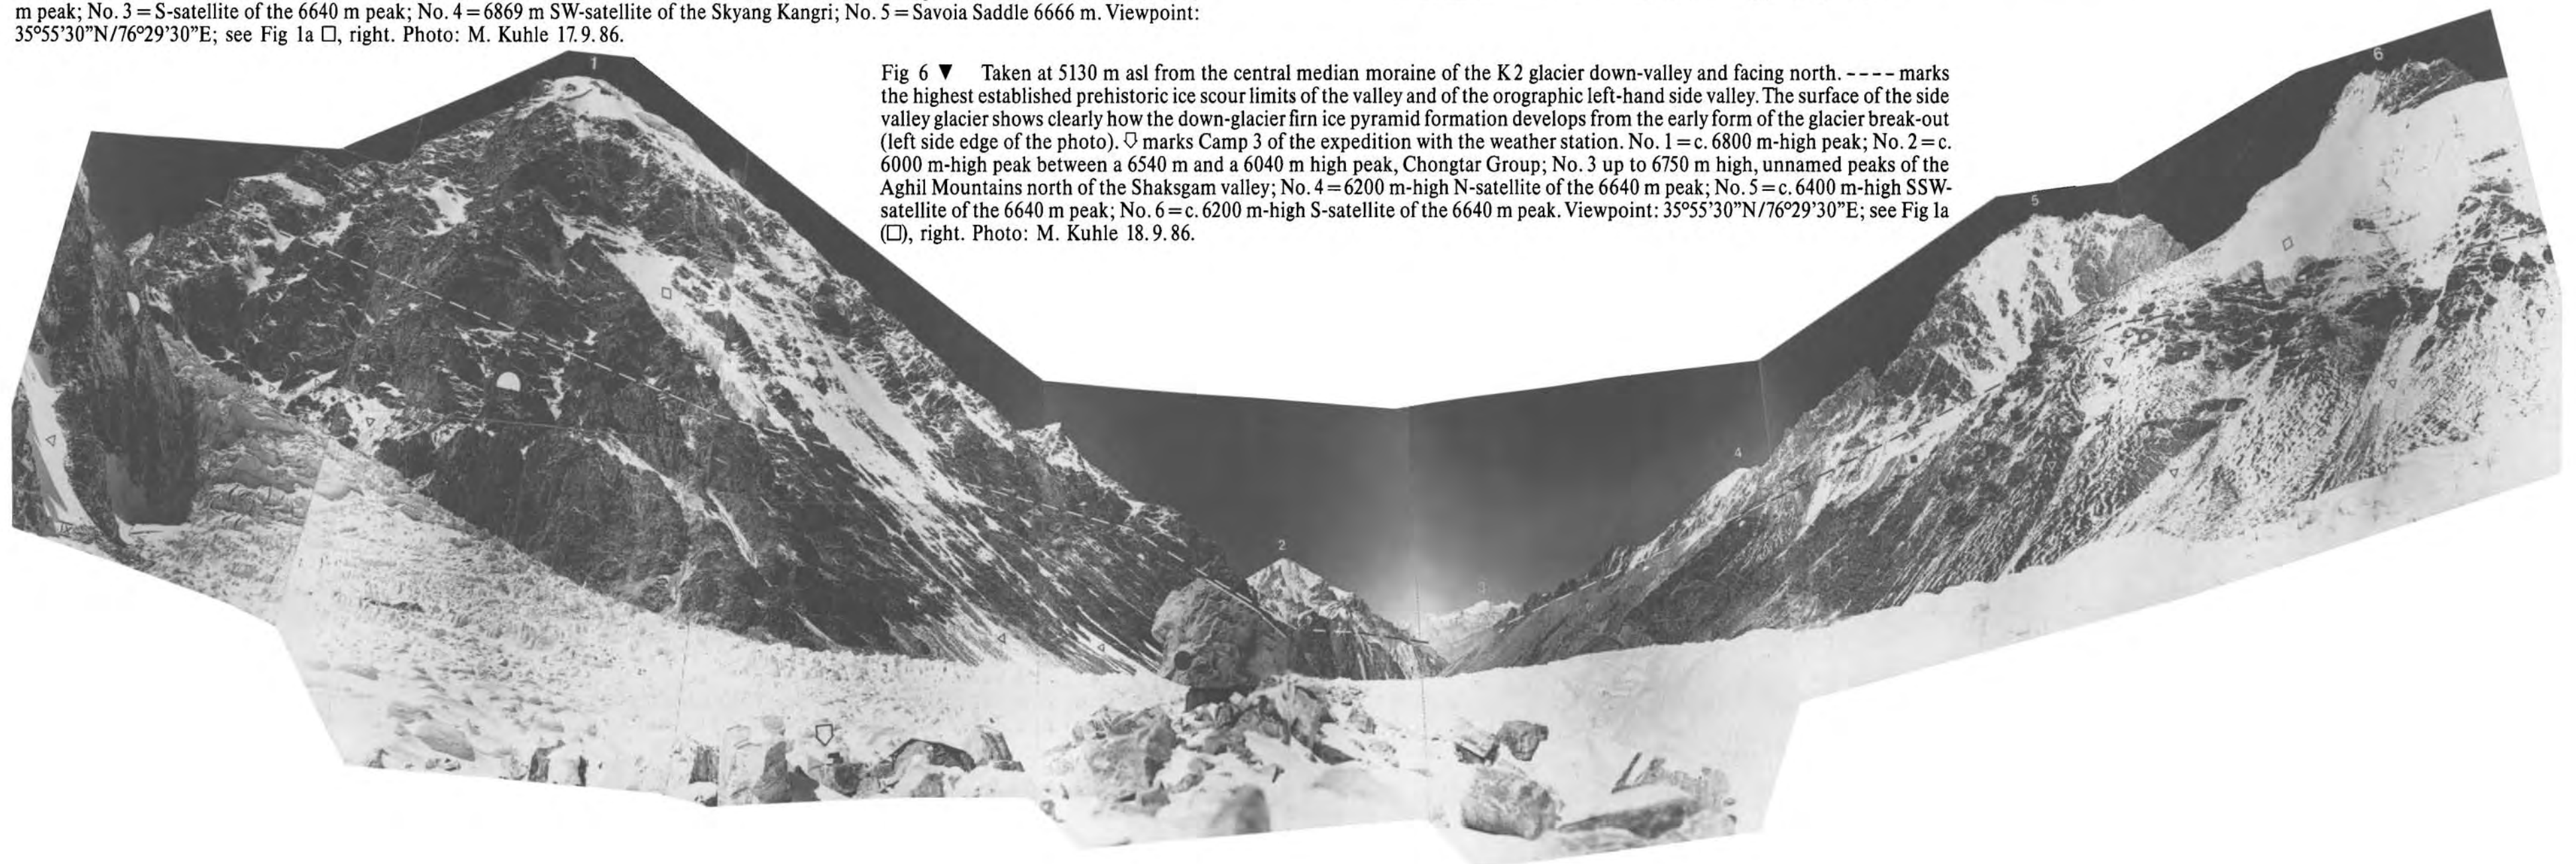 m peak; No. 3 = S-satellite of the 6640 m peak; No. 4 = 6869 m SW-satellite of the Skyang Kangri; No. 5 = Savoia Saddle 6666 m. Viewpoint:
35°55'30"N/76°29'30"E; see Fig 1a □, right. Photo: M. Kuhle 17.9.86.
Fig 6 ▼ Taken at 5130 m asl from the central median moraine of the K2 glacier down-valley and facing north. ---- marks
the highest established prehistoric ice scour limits of the valley and of the orographic left-hand side valley. The surface of the side
valley glacier shows clearly how the down-glacier firn ice pyramid formation develops from the early form of the glacier break-out
(left side edge of the photo). ⌂ marks Camp 3 of the expedition with the weather station. No. 1 = c. 6800 m-high peak; No. 2 = c.
6000 m-high peak between a 6540 m and a 6040 m high peak, Chongtar Group; No. 3 up to 6750 m high, unnamed peaks of the
Aghil Mountains north of the Shaksgam valley; No. 4 = 6200 m-high N-satellite of the 6640 m peak; No. 5 = c. 6400 m-high SSW-
satellite of the 6640 m peak; No. 6 = c. 6200 m-high S-satellite of the 6640 m peak. Viewpoint: 35°55'30"N/76°29'30"E; see Fig 1a
(□), right. Photo: M. Kuhle 18.9.86.
1
2
3
4
5
6